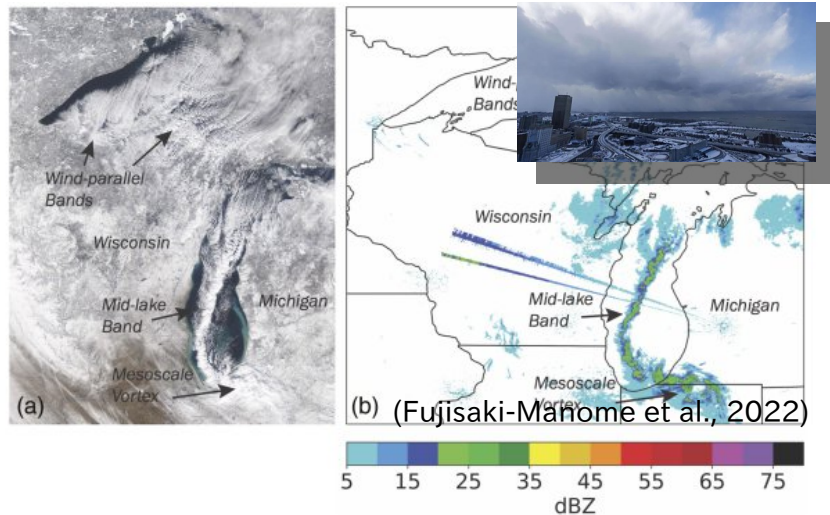 Wind-parallel
Bands
Wisconsin
Mid-lake
Band
Michigan
Mesoscale
Vortex
(a)
Wind-
Bands
Wisconsin
Mid-lake
Band
Michigan
Mesoscale
Vortex
(b)
(Fujisaki-Manome et al., 2022)
5 15 25 35 45 55 65 75
dBZ